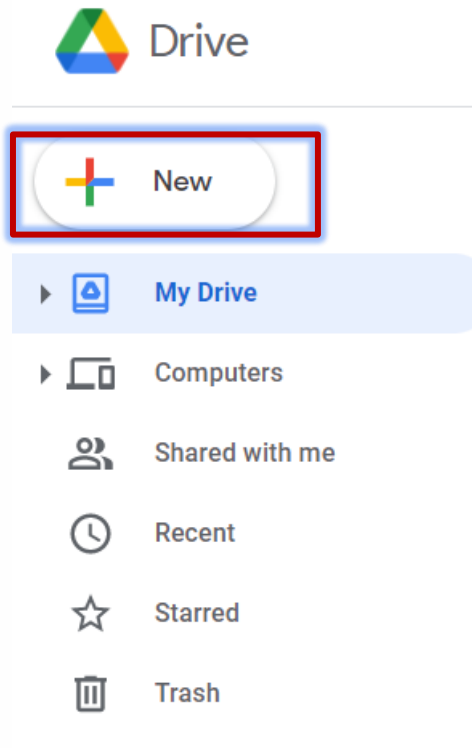 Drive
New
My Drive
Computers
Shared with me
Recent
Starred
Trash